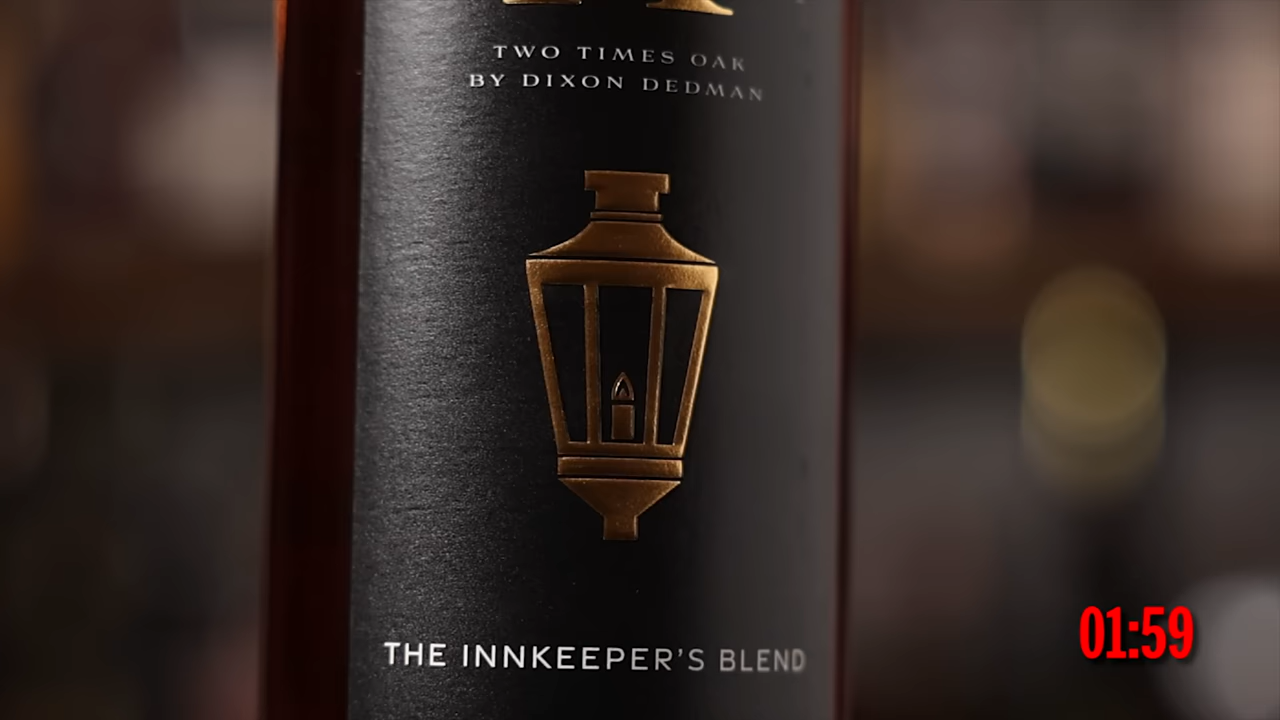 TWO TIMES OAK
BY DIXON DEDMAN
THE INNKEEPER'S BLEND
01:59